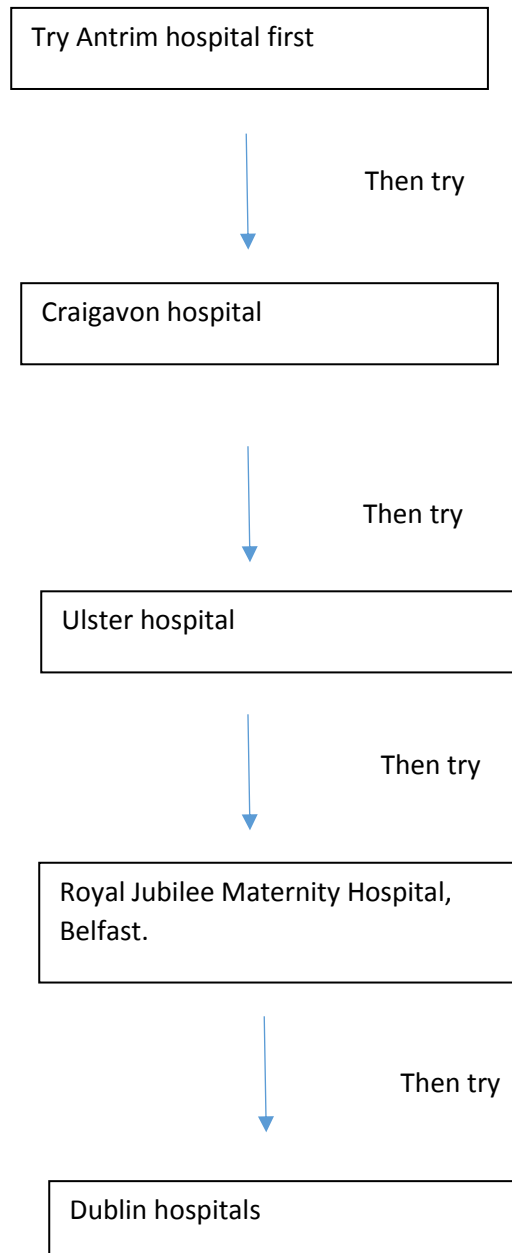 Try Antrim hospital first
Then try
Craigavon hospital
Then try
Ulster hospital
Then try
Royal Jubilee Maternity Hospital,
Belfast.
Then try
Dublin hospitals